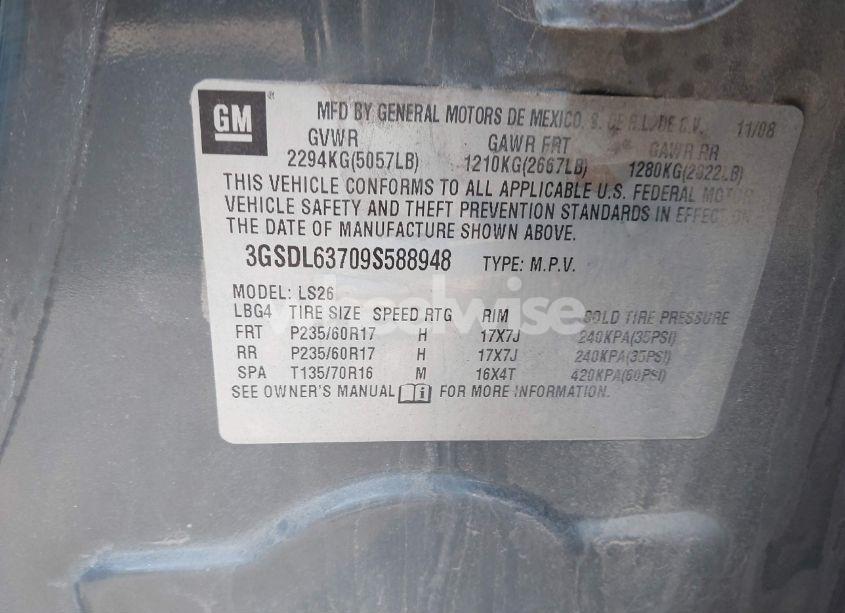 GM
MFD BY GENERAL MOTORS DE MEXICO, S. DE R.L./DE C.V. 11/08
GVWR GAWR FRT GAWR RR
2294KG(5057LB) 1210KG(2667LB) 1280KG(2822LB)
THIS VEHICLE CONFORMS TO ALL APPLICABLE U.S. FEDERAL MOTOR
VEHICLE SAFETY AND THEFT PREVENTION STANDARDS IN EFFECT ON
THE DATE OF MANUFACTURE SHOWN ABOVE.
3GSDL63709S588948 TYPE: M.P.V.
MODEL: LS26
LBG4 TIRE SIZE SPEED RTG RIM COLD TIRE PRESSURE
FRT P235/60R17 H 17X7J 240KPA(35PSI)
RR P235/60R17 H 17X7J 240KPA(35PSI)
SPA T135/70R16 M 16X4T 420KPA(60PSI)
SEE OWNER'S MANUAL FOR MORE INFORMATION.